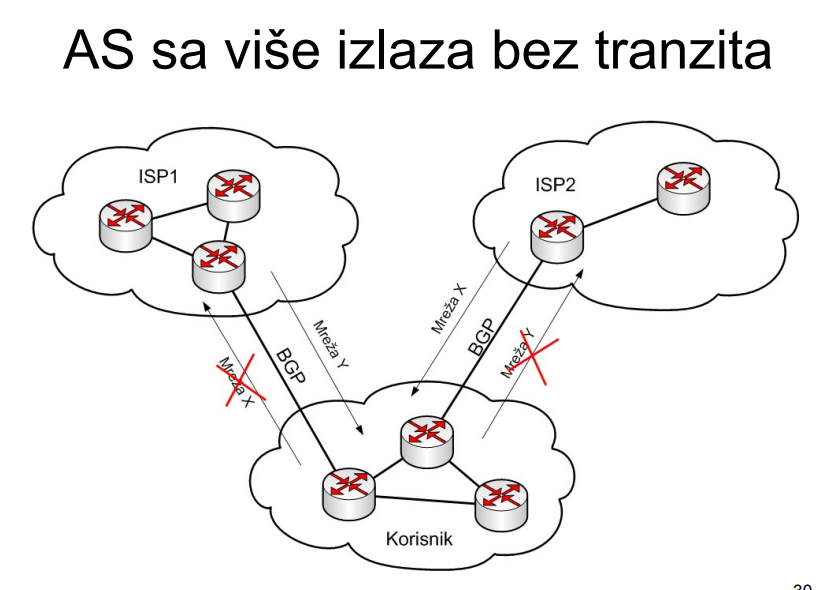 AS sa više izlaza bez tranzita
ISP1
ISP2
Mreža X
BGP
Mreža Y
Mreža X
BGP
Mreža Y
Korisnik
30